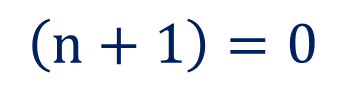 (n + 1) = 0